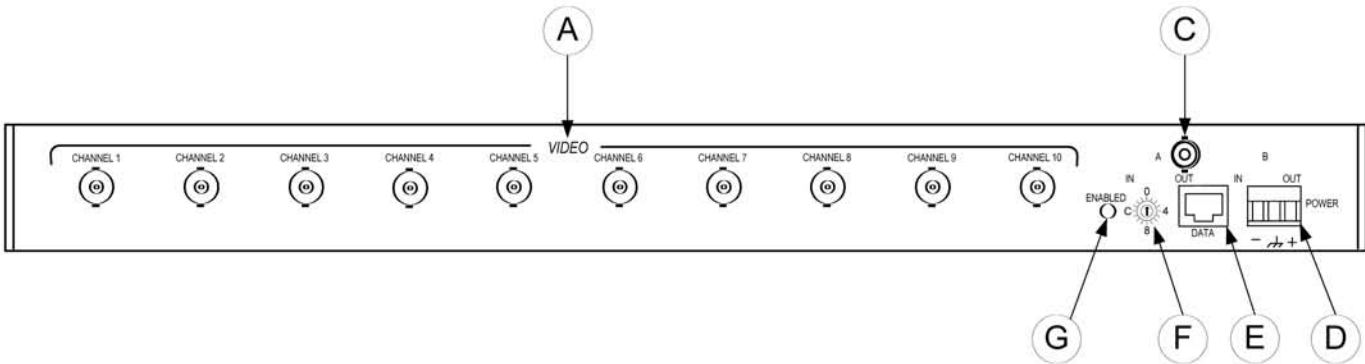 A
C
VIDEO
CHANNEL 1 CHANNEL 2 CHANNEL 3 CHANNEL 4 CHANNEL 5 CHANNEL 6 CHANNEL 7 CHANNEL 8 CHANNEL 9 CHANNEL 10
A B
IN OUT IN OUT
ENABLED 0
C 4 POWER
8 DATA
− +
G F E D